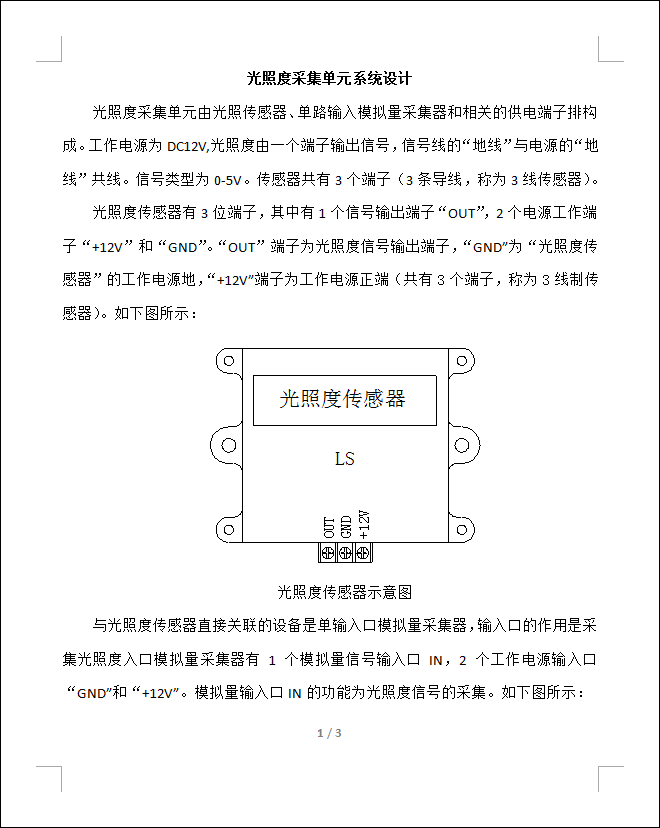 光照度采集单元系统设计
光照度采集单元由光照传感器、单路输入模拟量采集器和相关的供电端子排构
成。工作电源为 DC12V,光照度由一个端子输出信号，信号线的“地线”与电源的“地
线”共线。信号类型为 0-5V。传感器共有 3 个端子（3 条导线，称为 3 线传感器）。
光照度传感器有 3 位端子，其中有 1 个信号输出端子“OUT”，2 个电源工作端
子“+12V”和“GND”。“OUT”端子为光照度信号输出端子，“GND”为“光照度传
感器”的工作电源地，“+12V”端子为工作电源正端（共有 3 个端子，称为 3 线制传
感器）。如下图所示：
光照度传感器
LS
OUT
GND
+12V
光照度传感器示意图
与光照度传感器直接关联的设备是单输入口模拟量采集器，输入口的作用是采
集光照度入口模拟量采集器有 1 个模拟量信号输入口 IN，2 个工作电源输入口
“GND”和“+12V”。模拟量输入口 IN 的功能为光照度信号的采集。如下图所示：
1 / 3